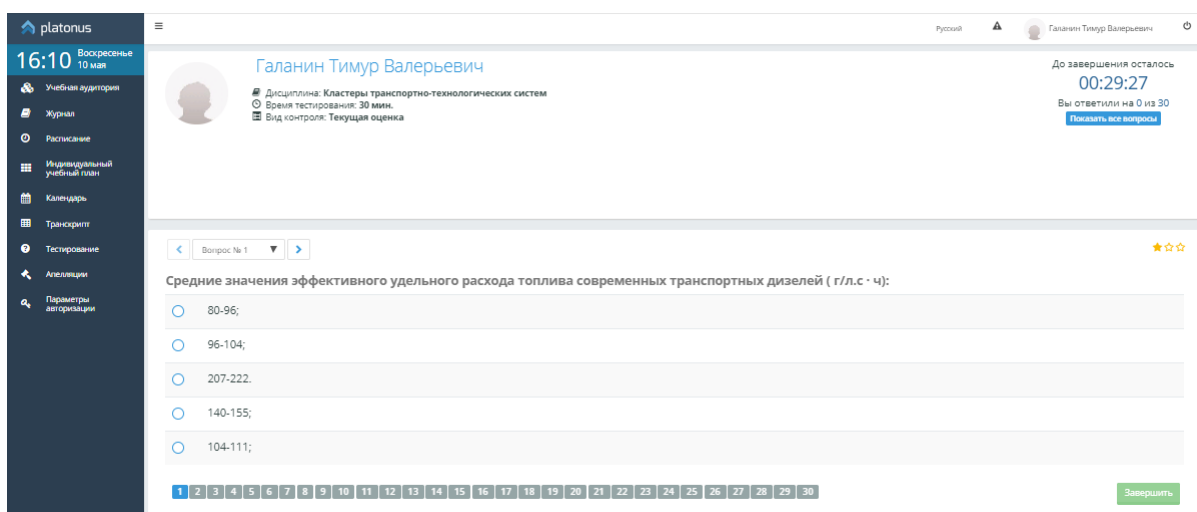 platonus
Русский
Галанин Тимур Валерьевич
16:10 Воскресенье
10 мая
Учебная аудитория
Журнал
Расписание
Индивидуальный
учебный план
Календарь
Транскрипт
Тестирование
Апелляции
Параметры
авторизации
Галанин Тимур Валерьевич
Дисциплина: Кластеры транспортно-технологических систем
Время тестирования: 30 мин.
Вид контроля: Текущая оценка
До завершения осталось
00:29:27
Вы ответили на 0 из 30
Показать все вопросы
Вопрос № 1
Средние значения эффективного удельного расхода топлива современных транспортных дизелей ( г/л.с · ч):
80-96;
96-104;
207-222.
140-155;
104-111;
1 2 3 4 5 6 7 8 9 10 11 12 13 14 15 16 17 18 19 20 21 22 23 24 25 26 27 28 29 30
Завершить